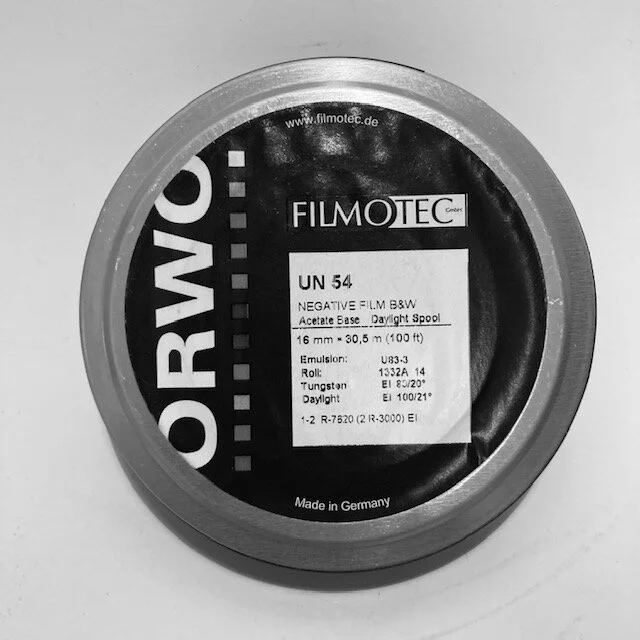 www.filmotec.de
ORWO
FILMOTEC GmbH
UN 54
NEGATIVE FILM B&W
Acetate Base Daylight Spool
16 mm * 30,5 m (100 ft)
Emulsion: U83-3
Roll: 1332A 14
Tungsten EI 80/20°
Daylight EI 100/21°
1-2 R-7620 (2 R-3000) EI
Made in Germany